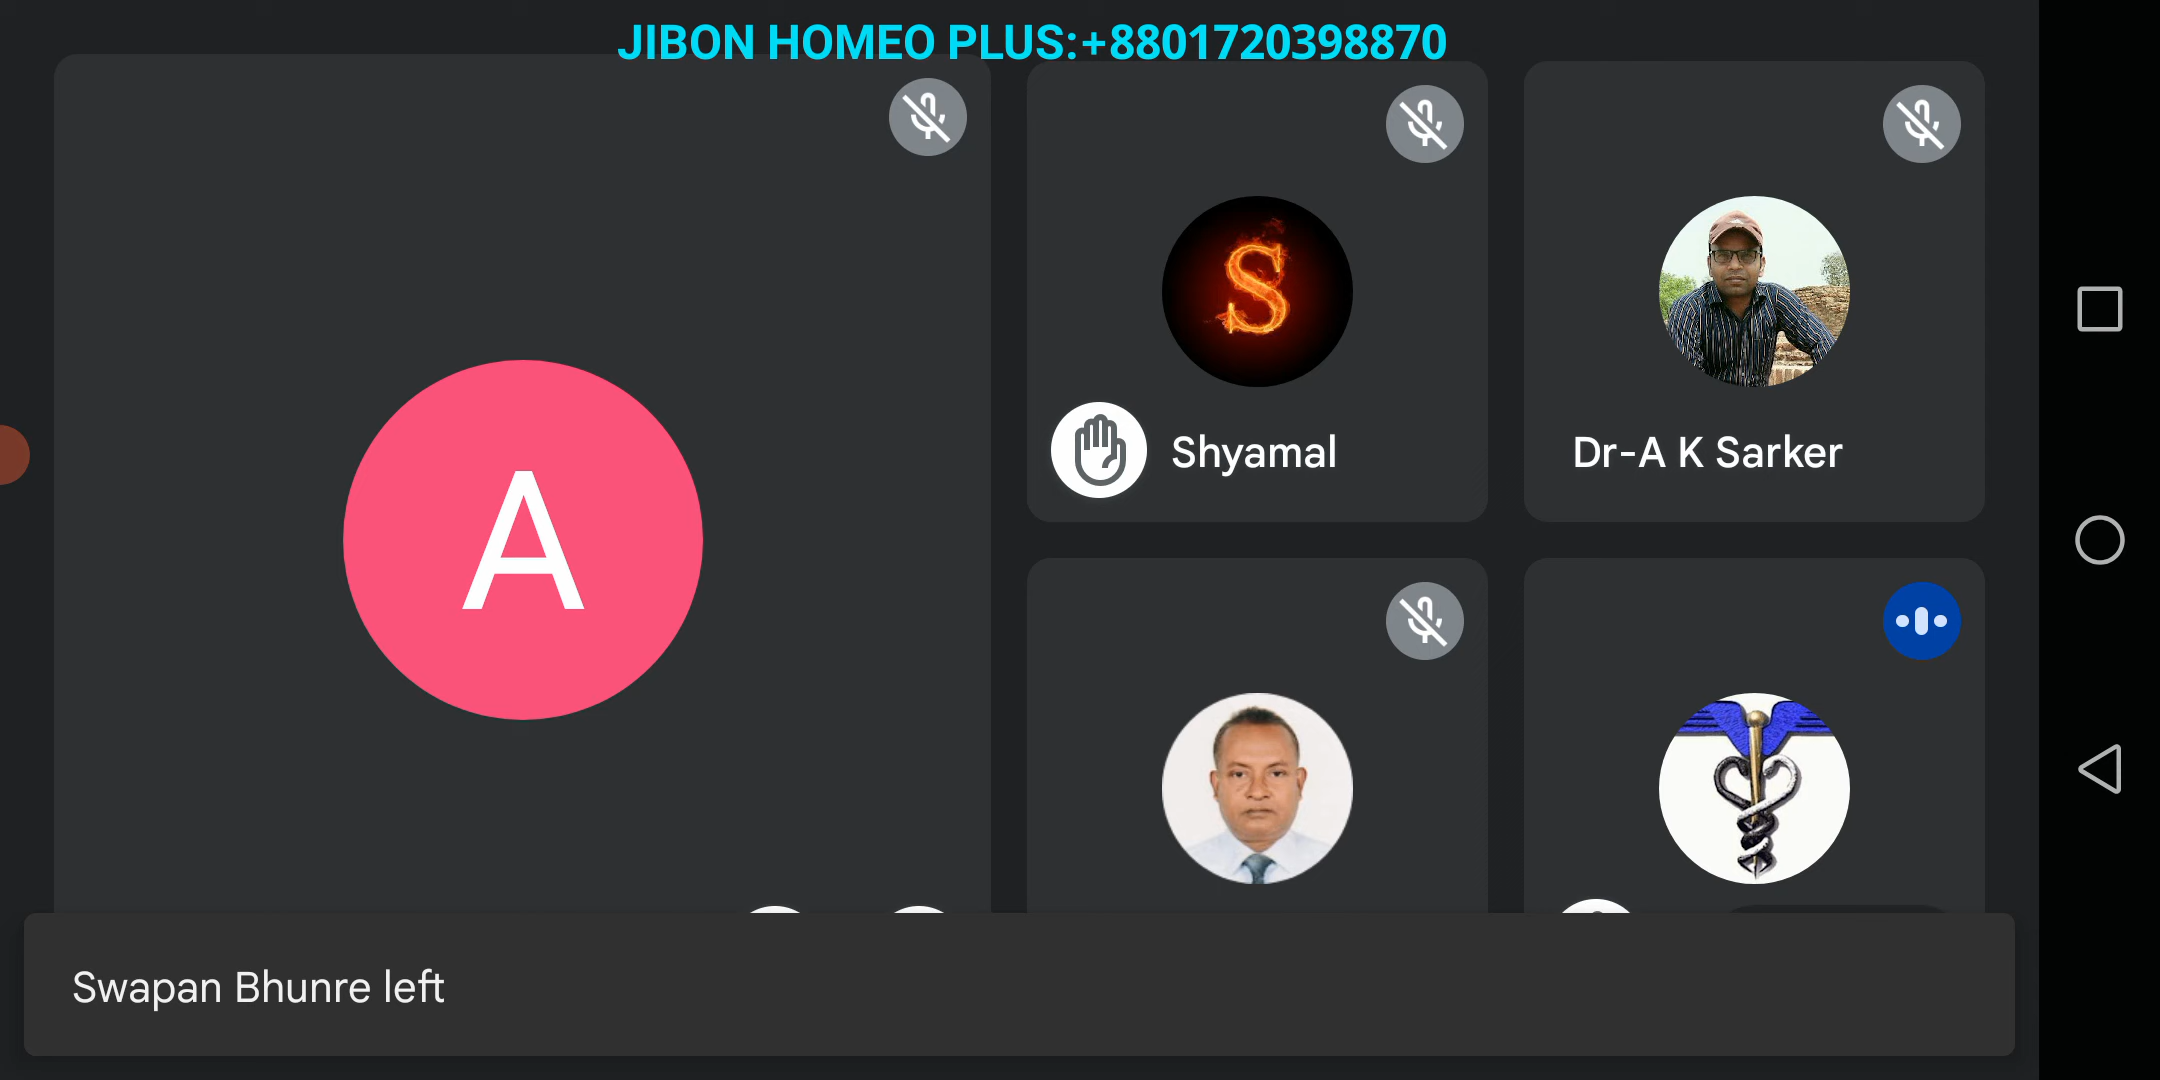 JIBON HOMEO PLUS:+8801720398870
A
S
Shyamal
Dr-A K Sarker
Swapan Bhunre left